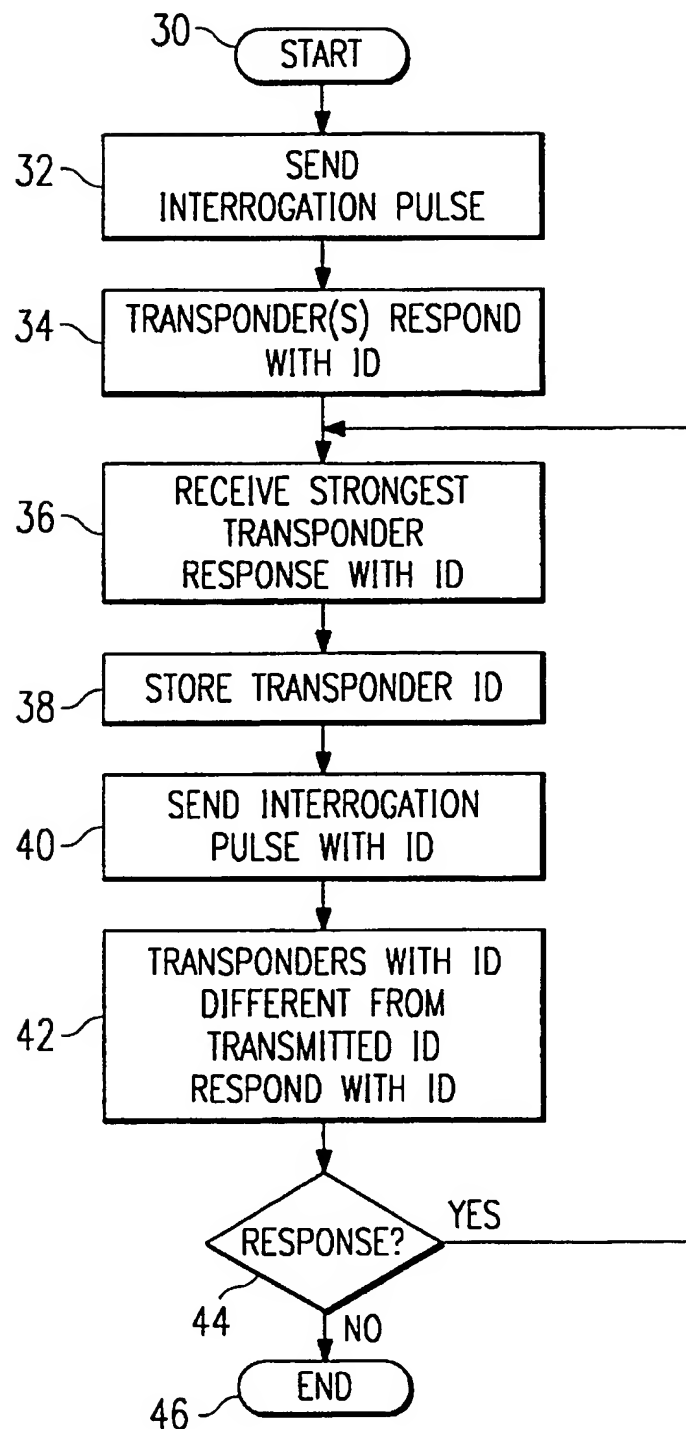 30
START
32
SEND
INTERROGATION PULSE
34
TRANSPONDER(S) RESPOND
WITH ID
36
RECEIVE STRONGEST
TRANSPONDER
RESPONSE WITH ID
38
STORE TRANSPONDER ID
40
SEND INTERROGATION
PULSE WITH ID
42
TRANSPONDERS WITH ID
DIFFERENT FROM
TRANSMITTED ID
RESPOND WITH ID
RESPONSE?
YES
44
NO
END
46